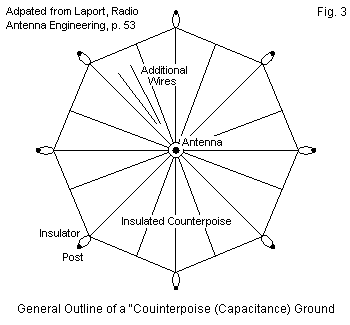 Adpated from Laport, Radio
Antenna Engineering, p. 53
Fig. 3
Additional
Wires
Antenna
Insulated Counterpoise
Insulator
Post
General Outline of a "Couinterpoise (Capacitance) Ground